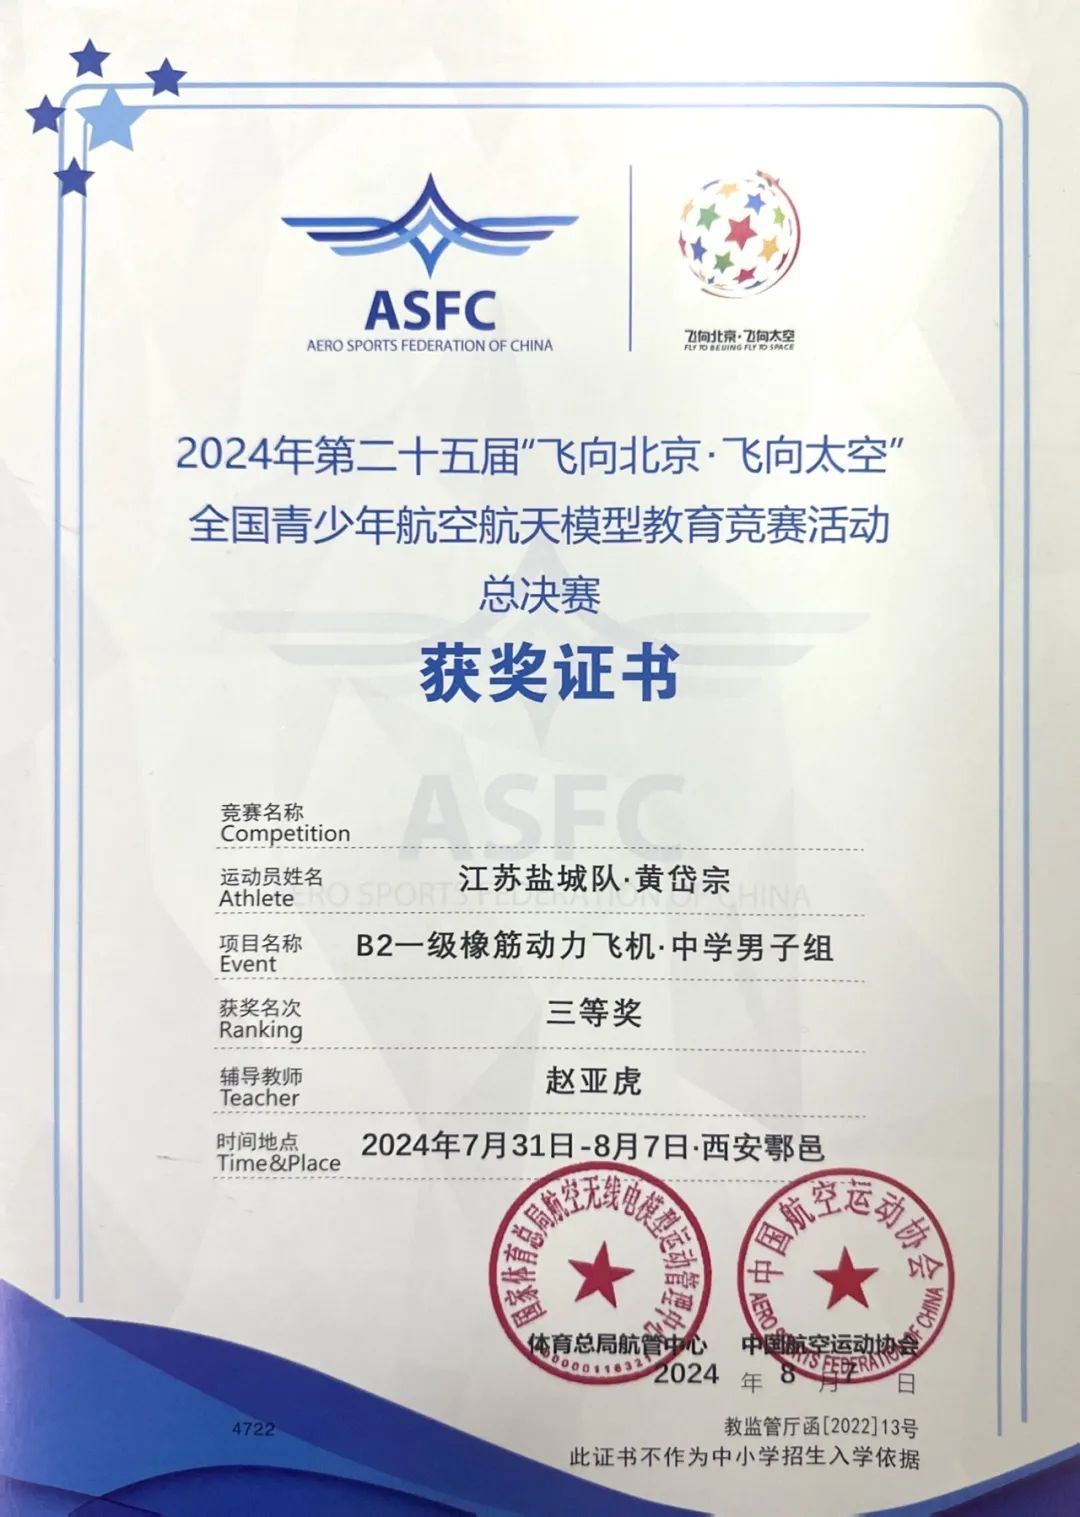 ASFC
AERO SPORTS FEDERATION OF CHINA
飞向北京·飞向太空
FLY TO BEIJING FLY TO SPACE
2024年第二十五届“飞向北京·飞向太空”
全国青少年航空航天模型教育竞赛活动
总决赛
获奖证书
ASFC
AERO SPORTS FEDERATION OF CHINA
竞赛名称
Competition
运动员姓名
Athlete
江苏盐城队·黄岱宗
项目名称
Event
B2一级橡筋动力飞机·中学男子组
获奖名次
Ranking
三等奖
辅导教师
Teacher
赵亚虎
时间地点
Time&Place
2024年7月31日-8月7日·西安鄠邑
国家体育总局航空无线电模型运动管理中心
中国航空运动协会
AERO SPORTS FEDERATION OF CHINA
体育总局航管中心 中国航空运动协会
2024 年 8 月 7 日
4722
教监管厅函[2022]13号
此证书不作为中小学招生入学依据